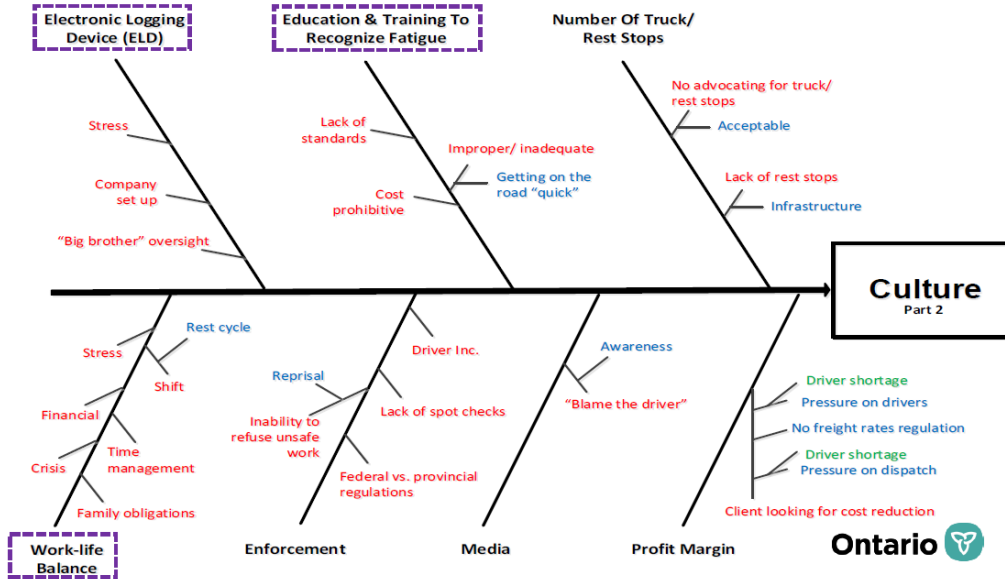 Electronic Logging
Device (ELD)
Education & Training To
Recognize Fatigue
Number Of Truck/
Rest Stops
Stress
Company
set up
“Big brother” oversight
Lack of
standards
Improper/ inadequate
Getting on the
road “quick”
Cost
prohibitive
No advocating for truck/
rest stops
Acceptable
Lack of rest stops
Infrastructure
Culture
Part 2
Rest cycle
Stress
Shift
Financial
Time
management
Crisis
Family obligations
Work-life
Balance
Driver Inc.
Reprisal
Lack of spot checks
Inability to
refuse unsafe
work
Federal vs. provincial
regulations
Enforcement
Awareness
“Blame the driver”
Media
Driver shortage
Pressure on drivers
No freight rates regulation
Driver shortage
Pressure on dispatch
Client looking for cost reduction
Profit Margin
Ontario